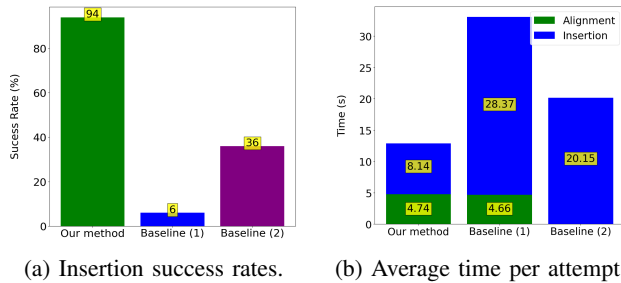 94
80
60
40
20
0
Sucess Rate (%)
6
36
Our method Baseline (1) Baseline (2)
(a) Insertion success rates.
Alignment
Insertion
30
25
20
15
10
5
0
Time (s)
28.37
20.15
8.14
4.74
4.66
Our method Baseline (1) Baseline (2)
(b) Average time per attempt